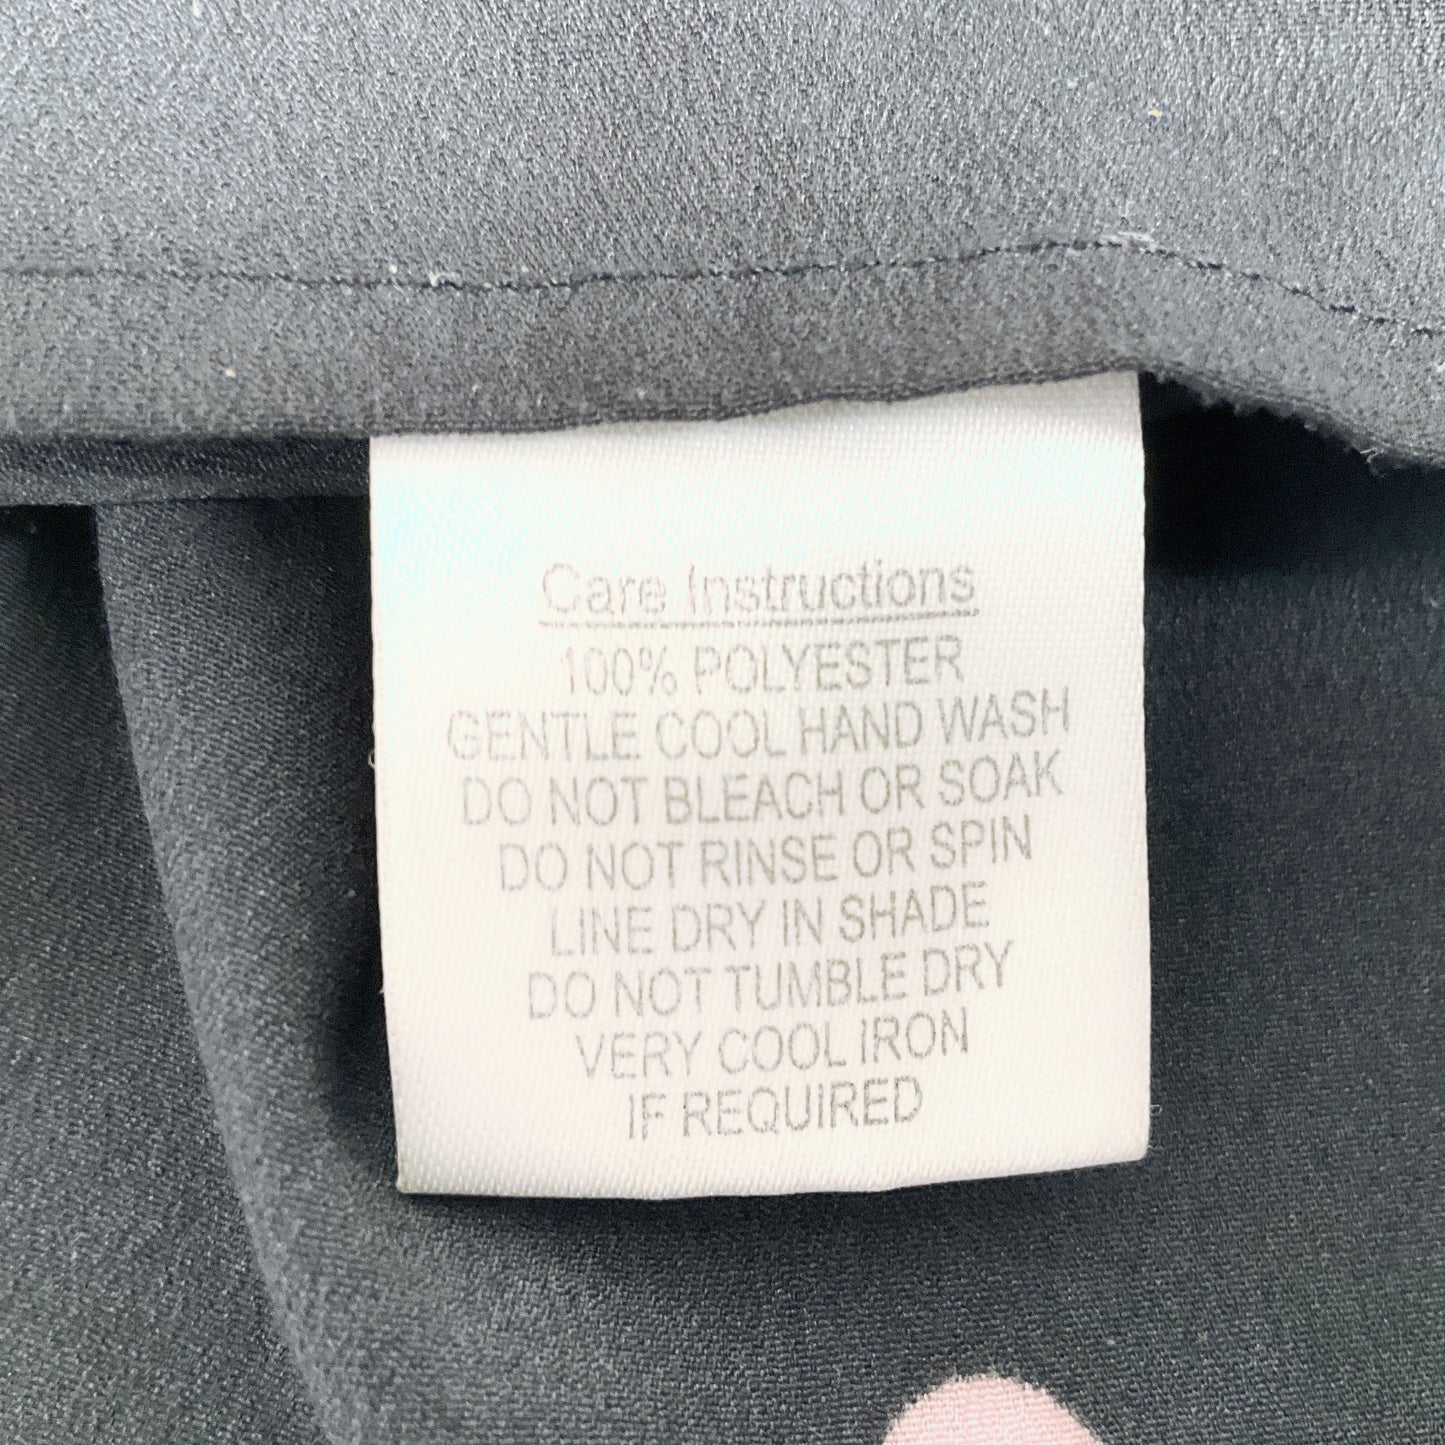 Care Instructions
100% POLYESTER
GENTLE COOL HAND WASH
DO NOT BLEACH OR SOAK
DO NOT RINSE OR SPIN
LINE DRY IN SHADE
DO NOT TUMBLE DRY
VERY COOL IRON
IF REQUIRED